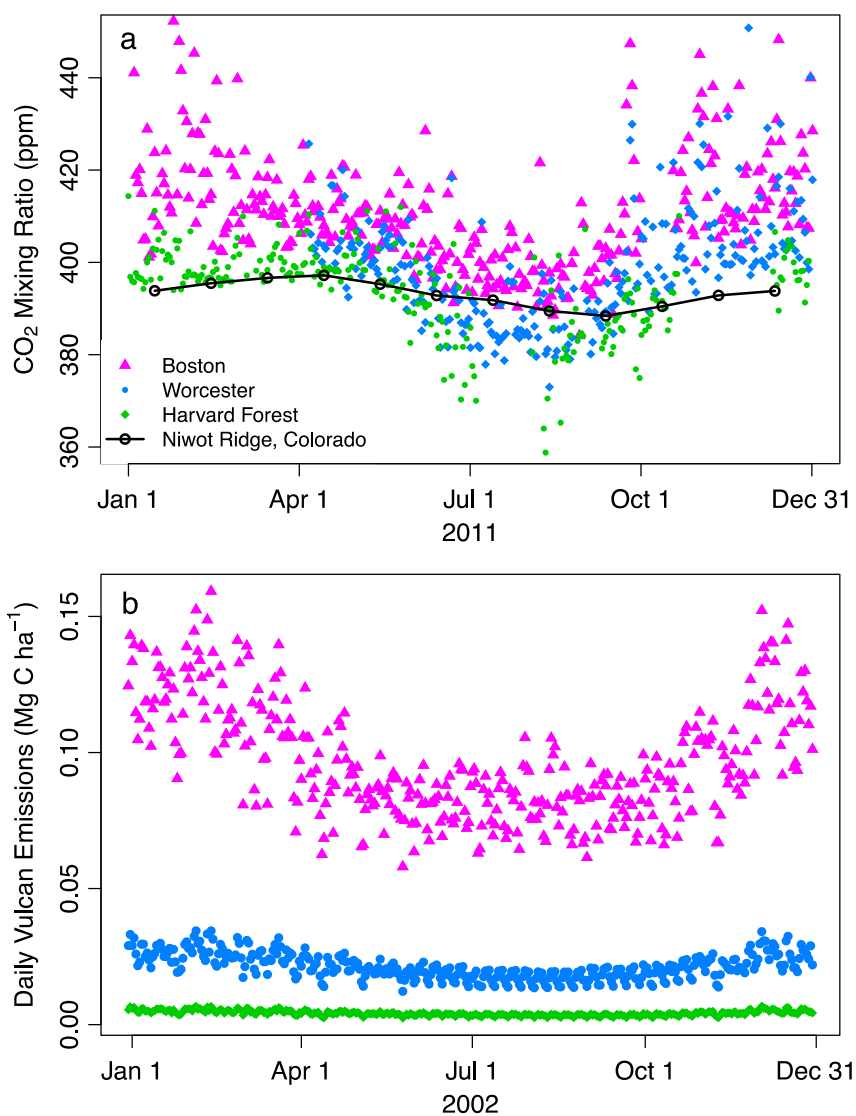 a
CO₂ Mixing Ratio (ppm)
440
420
400
380
360
Boston
Worcester
Harvard Forest
Niwot Ridge, Colorado
Jan 1 Apr 1 Jul 1 Oct 1 Dec 31
2011
b
Daily Vulcan Emissions (Mg C ha⁻¹)
0.15
0.10
0.05
0.00
Jan 1 Apr 1 Jul 1 Oct 1 Dec 31
2002